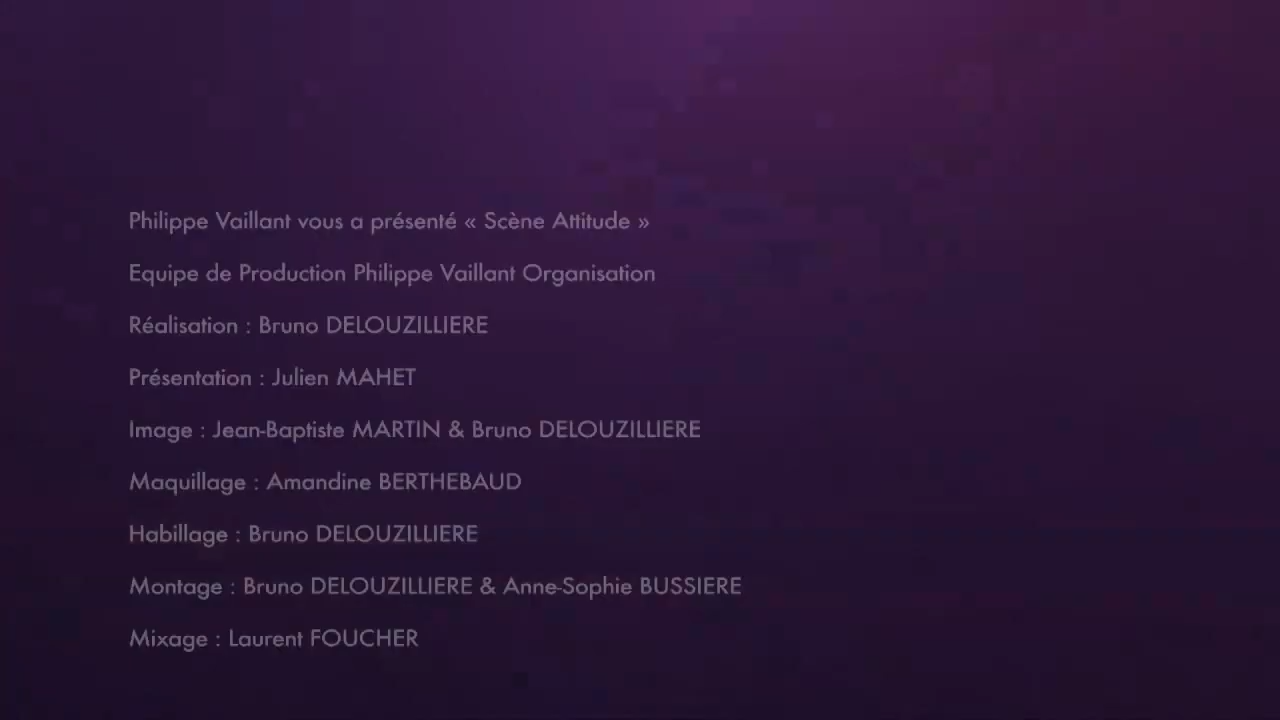 Philippe Vaillant vous a présenté « Scène Attitude »
Equipe de Production Philippe Vaillant Organisation
Réalisation : Bruno DELOUZILLIERE
Présentation : Julien MAHET
Image : Jean-Baptiste MARTIN & Bruno DELOUZILLIERE
Maquillage : Amandine BERTHEBAUD
Habillage : Bruno DELOUZILLIERE
Montage : Bruno DELOUZILLIERE & Anne-Sophie BUSSIERE
Mixage : Laurent FOUCHER